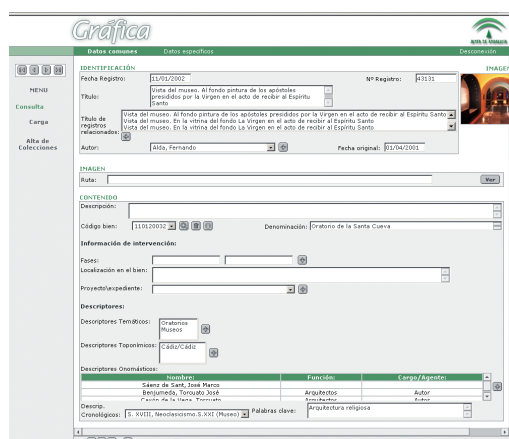 Gráfica
JUNTA DE ANDALUCIA
Datos comunes Datos específicos Desconexión
IDENTIFICACIÓN
IMAGEN
Fecha Registro: 11/01/2002 Nº Registro: 43131
MENU
Título: Vista del museo. Al fondo pintura de los apóstoles
presididos por la Virgen en el acto de recibir al Espíritu
Santo
Consulta
Carga
Alta de
Colecciones
Título de
registros
relacionados:
Vista del museo. Al fondo pintura de los apóstoles presididos por la Virgen en el acto de recibir al Espíritu Santo
Vista del museo. En la vitrina del fondo La Virgen en el acto de recibir al Espíritu Santo
Vista del museo. En la vitrina del fondo La Virgen en el acto de recibir al Espíritu Santo
Autor: Alda, Fernando Fecha original: 01/04/2001
IMAGEN
Ruta: Ver
CONTENIDO
Descripción:
Código bien: 110120032 Denominación: Oratorio de la Santa Cueva
Información de intervención:
Fases:
Localización en el bien:
Proyecto\expediente:
Descriptores:
Descriptores Temáticos: Oratorios
Museos
Descriptores Toponímicos: Cádiz/Cádiz
Descriptores Onomásticos:
Nombre: Función: Cargo/Agente:
Sáenz de Sant, José Marco
Benjumeda, Torcuato José Arquitectos Autor
Cayón de la Vega, Torcuato Arquitectos Autor
Descrip.
Cronológicos: S. XVIII, Neoclasicismo.S.XXI (Museo) Palabras clave: Arquitectura religiosa